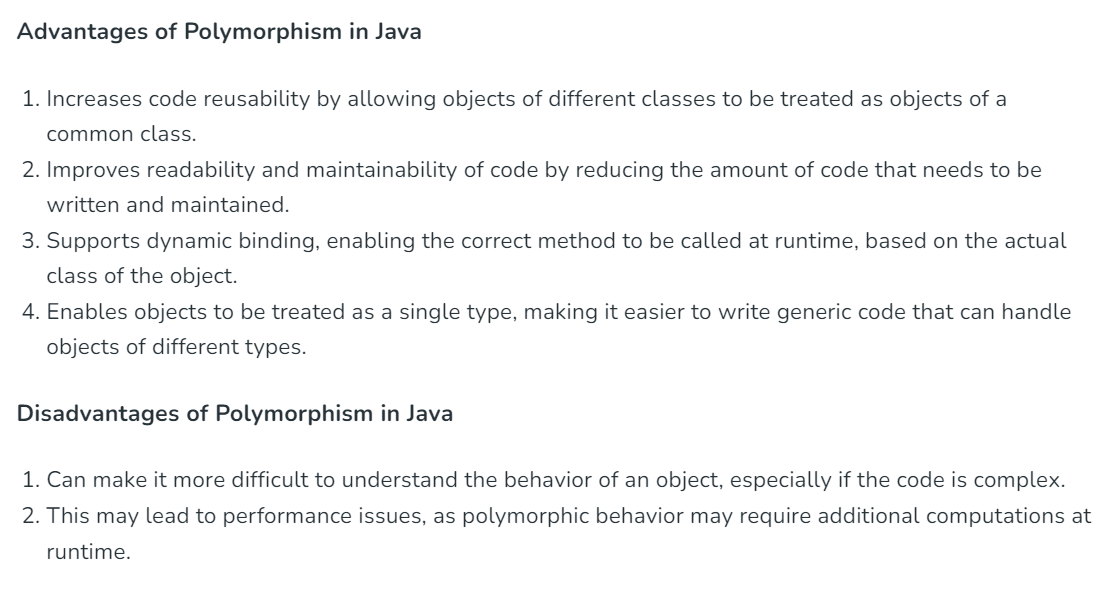 Advantages of Polymorphism in Java
1. Increases code reusability by allowing objects of different classes to be treated as objects of a
common class.
2. Improves readability and maintainability of code by reducing the amount of code that needs to be
written and maintained.
3. Supports dynamic binding, enabling the correct method to be called at runtime, based on the actual
class of the object.
4. Enables objects to be treated as a single type, making it easier to write generic code that can handle
objects of different types.
Disadvantages of Polymorphism in Java
1. Can make it more difficult to understand the behavior of an object, especially if the code is complex.
2. This may lead to performance issues, as polymorphic behavior may require additional computations at
runtime.